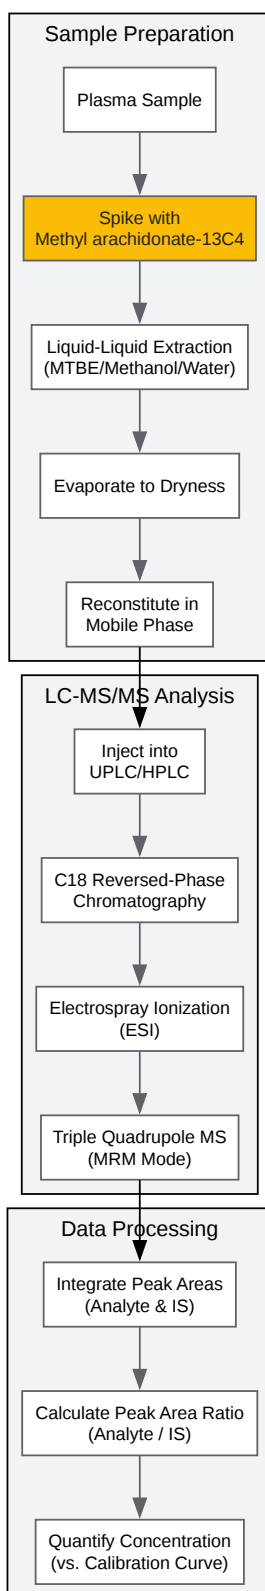 Sample Preparation
Plasma Sample
Spike with
Methyl arachidonate-13C4
Liquid-Liquid Extraction
(MTBE/Methanol/Water)
Evaporate to Dryness
Reconstitute in
Mobile Phase
LC-MS/MS Analysis
Inject into
UPLC/HPLC
C18 Reversed-Phase
Chromatography
Electrospray Ionization
(ESI)
Triple Quadrupole MS
(MRM Mode)
Data Processing
Integrate Peak Areas
(Analyte & IS)
Calculate Peak Area Ratio
(Analyte / IS)
Quantify Concentration
(vs. Calibration Curve)